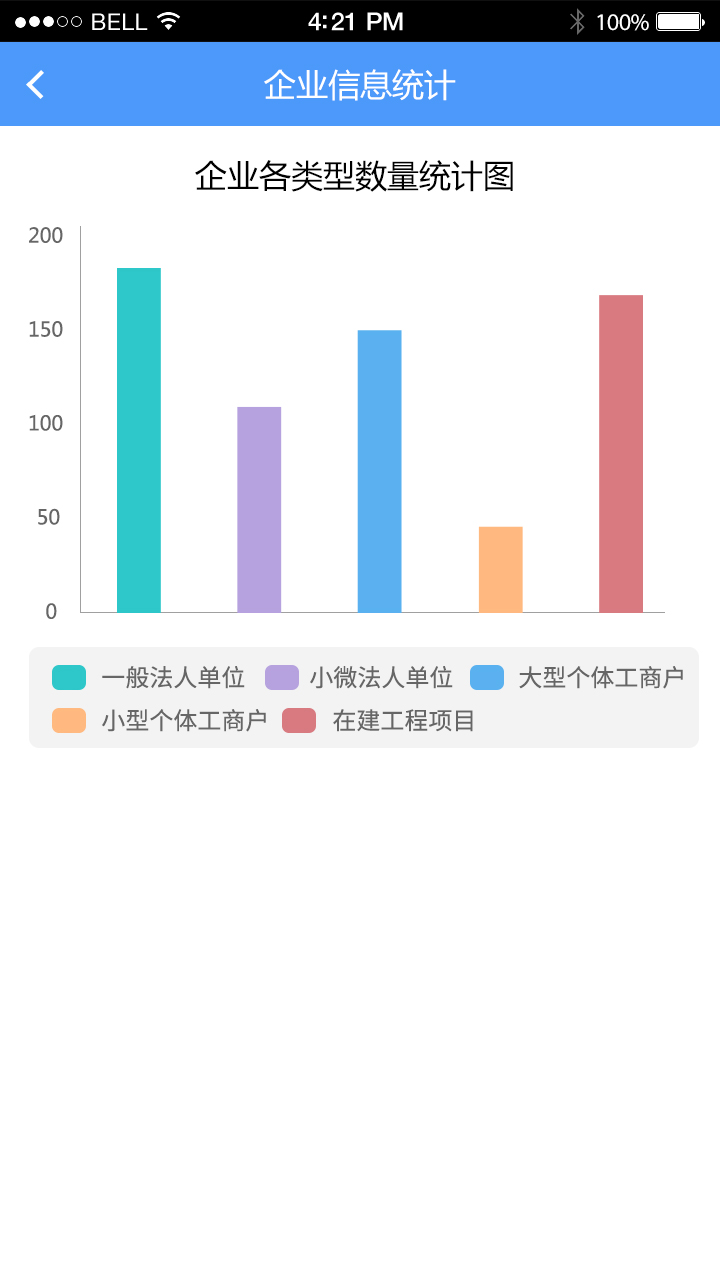 BELL 4:21 PM 100%
企业信息统计
企业各类型数量统计图
200
150
100
50
0
一般法人单位 小微法人单位 大型个体工商户
小型个体工商户 在建工程项目